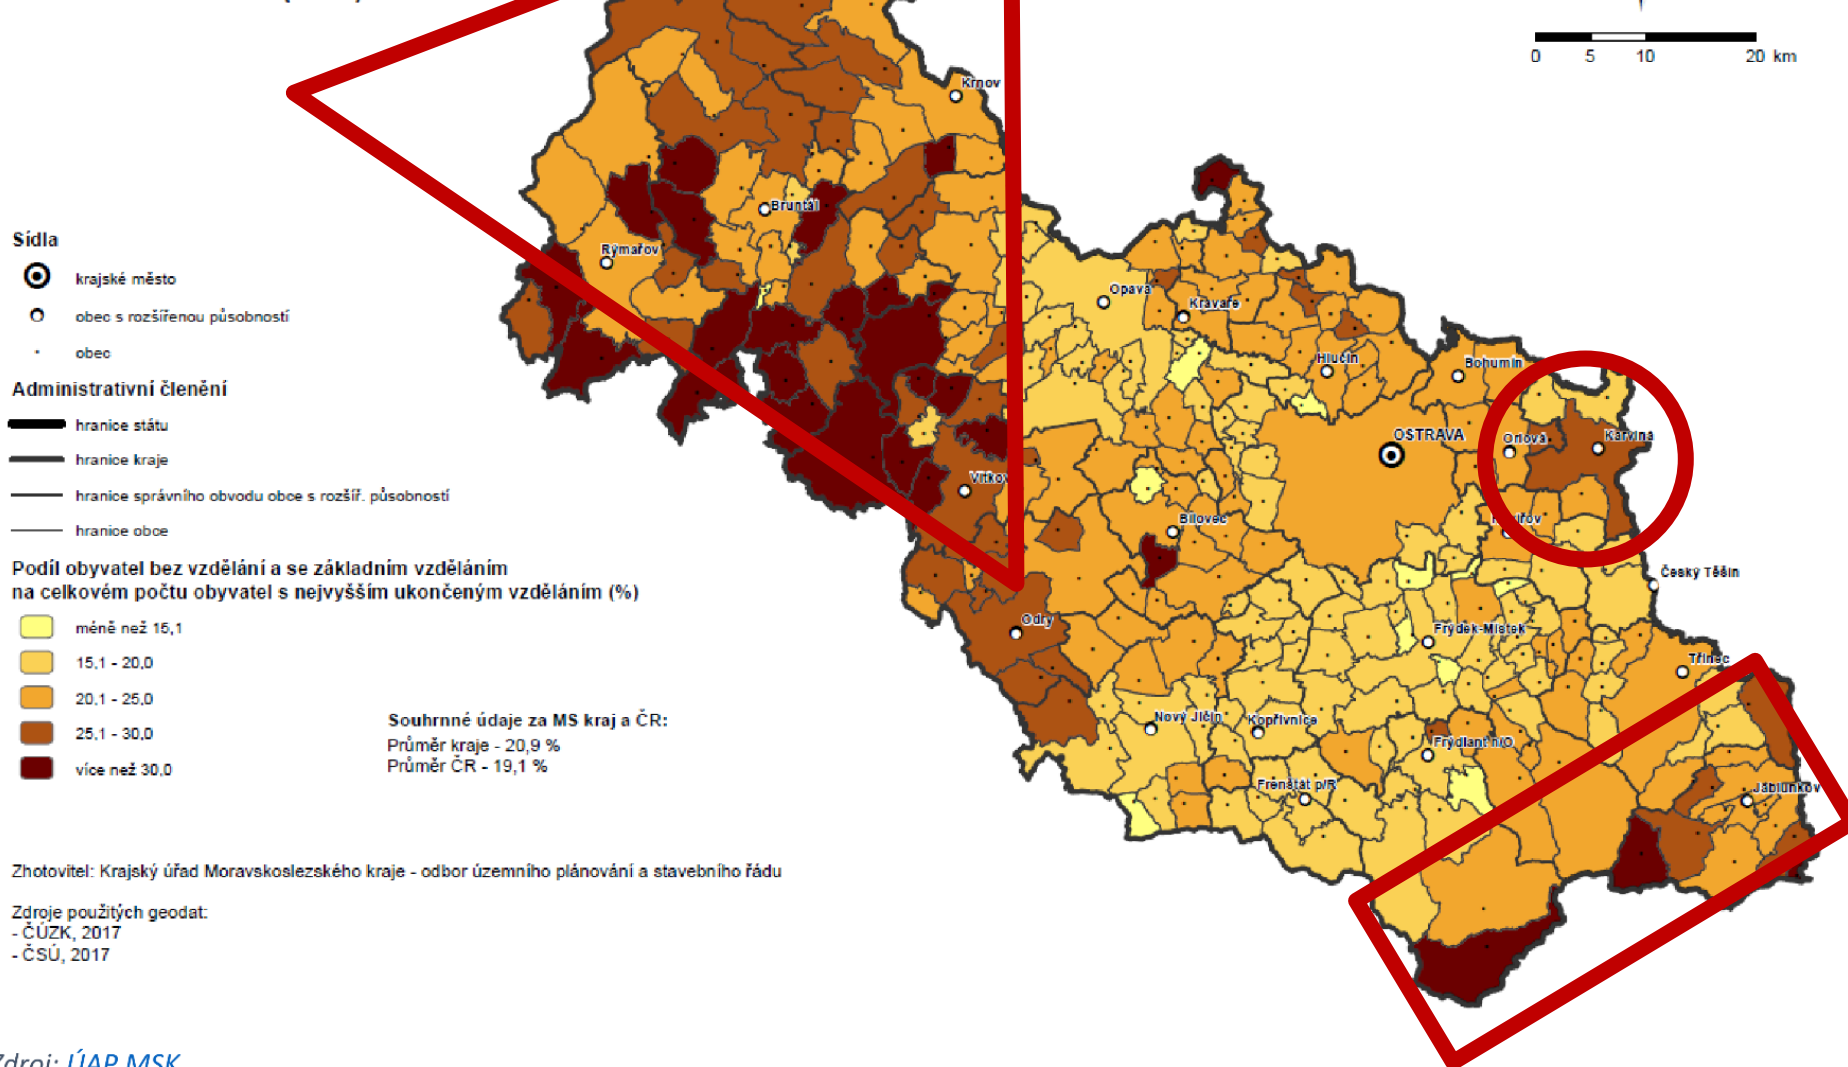 0 5 10 20 km
Krnov
Bruntál
Rýmařov
Opava
Kravaře
Hlučín
Bohumín
OSTRAVA
Orlová
Karviná
Vítkov
Bílovec
Český Těšín
Odry
Frýdek-Místek
Třinec
Nový Jičín
Kopřivnice
Frýdlant n/O
Frenštát p/R
Jablunkov
Sídla
krajské město
obec s rozšířenou působností
obec
Administrativní členění
hranice státu
hranice kraje
hranice správního obvodu obce s rozšíř. působností
hranice obce
Podíl obyvatel bez vzdělání a se základním vzděláním
na celkovém počtu obyvatel s nejvyšším ukončeným vzděláním (%)
méně než 15,1
15,1 - 20,0
20,1 - 25,0
25,1 - 30,0
více než 30,0
Souhrnné údaje za MS kraj a ČR:
Průměr kraje - 20,9 %
Průměr ČR - 19,1 %
Zhotovitel: Krajský úřad Moravskoslezského kraje - odbor územního plánování a stavebního řádu
Zdroje použitých geodat:
- ČÚZK, 2017
- ČSÚ, 2017
Zdroj: ÚAP MSK